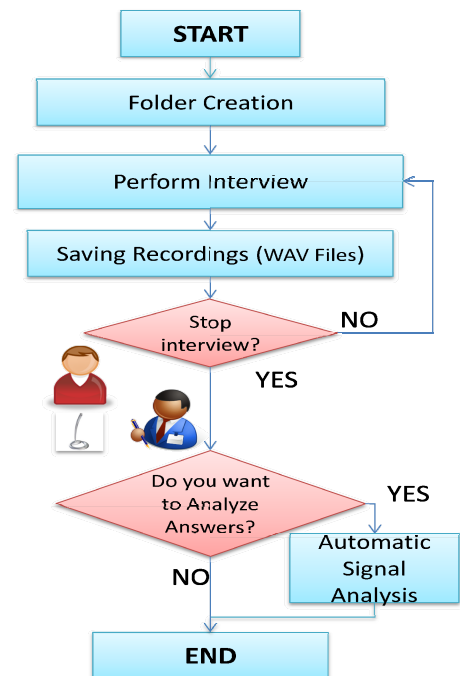 START
Folder Creation
Perform Interview
Saving Recordings (WAV Files)
Stop
interview?
NO
YES
Do you want
to Analyze
Answers?
YES
Automatic
Signal
Analysis
NO
END